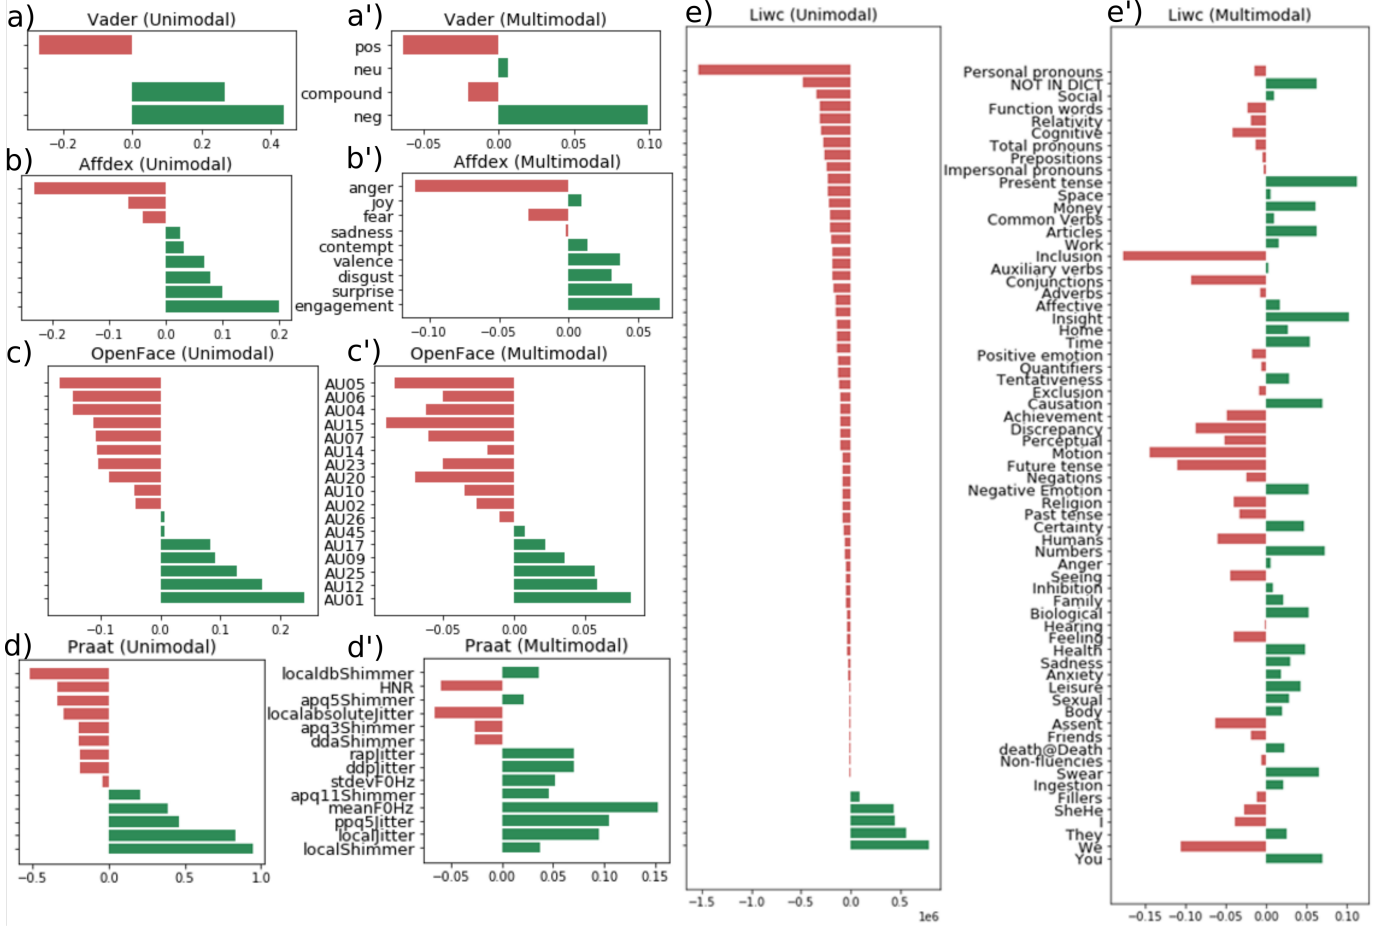 a)
Vader (Unimodal)
−0.2 0.0 0.2 0.4
a')
Vader (Multimodal)
pos
neu
compound
neg
−0.05 0.00 0.05 0.10
b)
Affdex (Unimodal)
−0.2 −0.1 0.0 0.1 0.2
b')
Affdex (Multimodal)
anger
joy
fear
sadness
contempt
valence
disgust
surprise
engagement
−0.10 −0.05 0.00 0.05
c)
OpenFace (Unimodal)
−0.1 0.0 0.1 0.2
c')
OpenFace (Multimodal)
AU05
AU06
AU04
AU15
AU07
AU14
AU23
AU20
AU10
AU02
AU26
AU45
AU17
AU09
AU25
AU12
AU01
−0.05 0.00 0.05
d)
Praat (Unimodal)
−0.5 0.0 0.5 1.0
d')
Praat (Multimodal)
localdbShimmer
HNR
apq5Shimmer
localabsoluteJitter
apq3Shimmer
ddaShimmer
rapJitter
ddpJitter
stdevF0Hz
apq11Shimmer
meanF0Hz
ppq5Jitter
localJitter
localShimmer
−0.05 0.00 0.05 0.10 0.15
e)
Liwc (Unimodal)
−1.5 −1.0 −0.5 0.0 0.5
1e6
e')
Liwc (Multimodal)
Personal pronouns
NOT IN DICT
Social
Function words
Relativity
Cognitive
Total pronouns
Prepositions
Impersonal pronouns
Present tense
Space
Money
Common Verbs
Articles
Work
Inclusion
Auxiliary verbs
Conjunctions
Adverbs
Affective
Insight
Home
Time
Positive emotion
Quantifiers
Tentativeness
Exclusion
Causation
Achievement
Discrepancy
Perceptual
Motion
Future tense
Negations
Negative Emotion
Religion
Past tense
Certainty
Humans
Numbers
Anger
Seeing
Inhibition
Family
Biological
Hearing
Feeling
Health
Sadness
Anxiety
Leisure
Sexual
Body
Assent
Friends
death@Death
Non-fluencies
Swear
Ingestion
Fillers
SheHe
I
They
We
You
−0.15 −0.10 −0.05 0.00 0.05 0.10